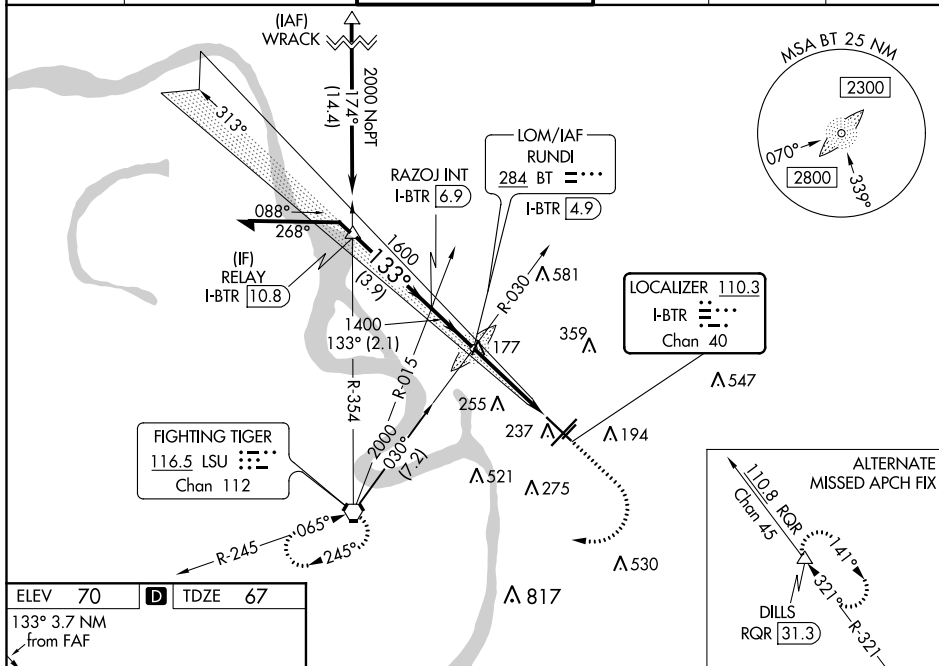 (IAF)
WRACK
2000 NoPT
174°
(14.4)
313°
MSA BT 25 NM
2300
070°
2800
339°
LOM/IAF
RUNDI
284 BT
I-BTR 4.9
RAZOJ INT
I-BTR 6.9
088°
268°
(IF)
RELAY
I-BTR 10.8
1600
133°
(3.9)
1400
133° (2.1)
R-030
581
177
359
LOCALIZER 110.3
I-BTR
Chan 40
547
255
237
194
R-354
R-015
2000
030°
(7.2)
FIGHTING TIGER
116.5 LSU
Chan 112
521
275
R-245
065°
245°
530
817
ALTERNATE
MISSED APCH FIX
110.8 RQR
Chan 45
141°
321°
R-321
DILLS
RQR 31.3
ELEV 70 D TDZE 67
133° 3.7 NM
from FAF